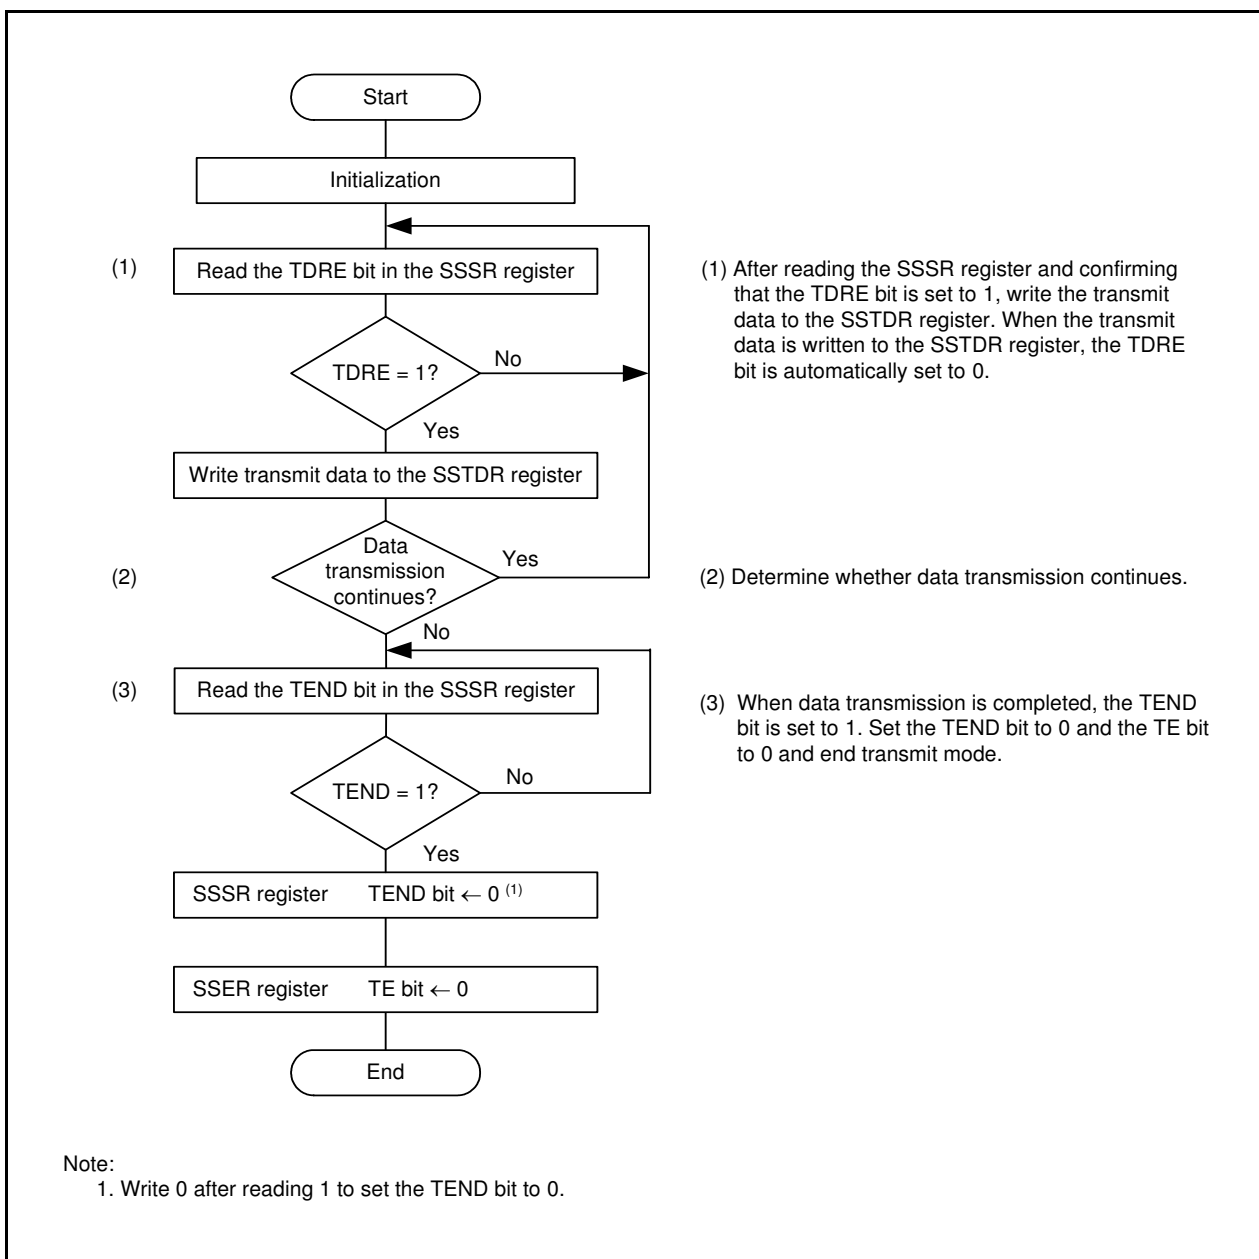 Start
Initialization
(1)
Read the TDRE bit in the SSSR register
(1) After reading the SSSR register and confirming
that the TDRE bit is set to 1, write the transmit
data to the SSTDR register. When the transmit
data is written to the SSTDR register, the TDRE
bit is automatically set to 0.
TDRE = 1?
No
Yes
Write transmit data to the SSTDR register
(2)
Data
transmission
continues?
Yes
(2) Determine whether data transmission continues.
No
(3)
Read the TEND bit in the SSSR register
(3) When data transmission is completed, the TEND
bit is set to 1. Set the TEND bit to 0 and the TE bit
to 0 and end transmit mode.
TEND = 1?
No
Yes
SSSR register TEND bit ← 0 (1)
SSER register TE bit ← 0
End
Note:
1. Write 0 after reading 1 to set the TEND bit to 0.